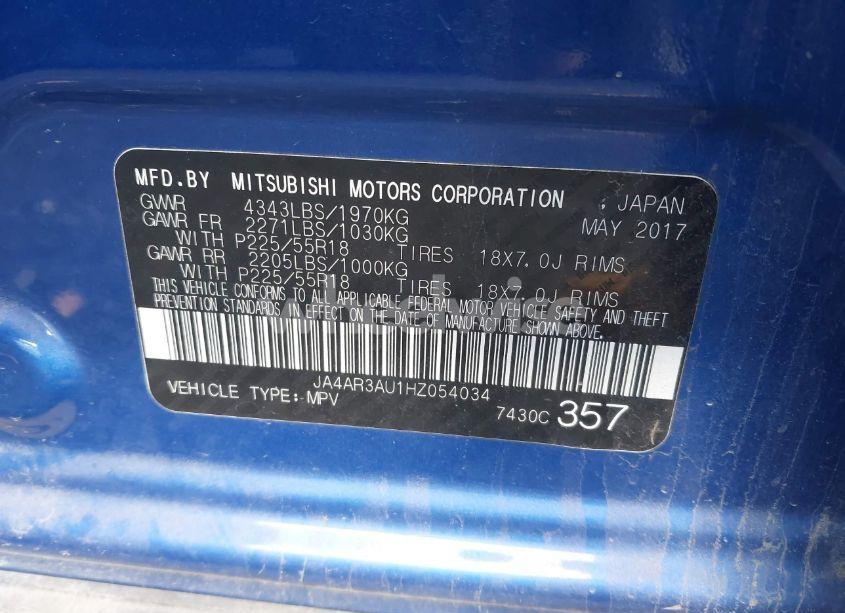 MFD.BY MITSUBISHI MOTORS CORPORATION , JAPAN
GVWR 4343LBS/1970KG MAY 2017
GAWR FR 2271LBS/1030KG
WITH P225/55R18 TIRES 18X7.0J RIMS
GAWR RR 2205LBS/1000KG
WITH P225/55R18 TIRES 18X7.0J RIMS
THIS VEHICLE CONFORMS TO ALL APPLICABLE FEDERAL MOTOR VEHICLE SAFETY AND THEFT
PREVENTION STANDARDS IN EFFECT ON THE DATE OF MANUFACTURE SHOWN ABOVE.
JA4AR3AU1HZ054034
VEHICLE TYPE: MPV 7430C 357